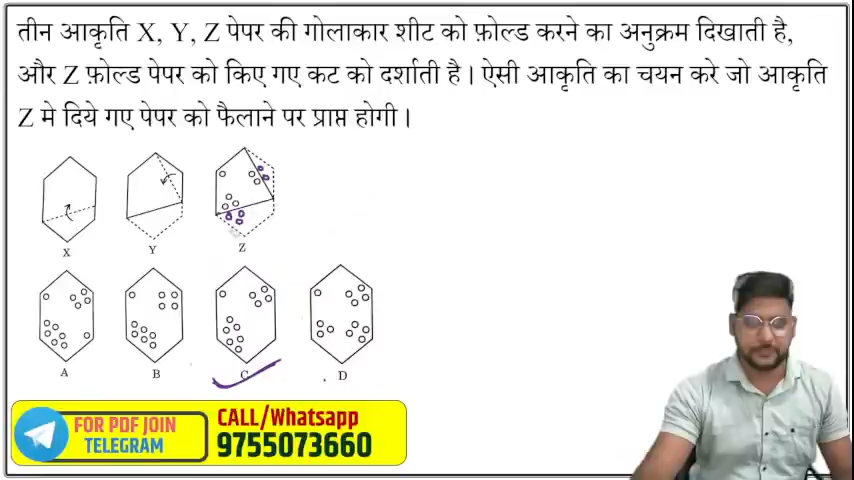 तीन आकृति X, Y, Z पेपर की गोलाकार शीट को फ़ोल्ड करने का अनुक्रम दिखाती है,
और Z फ़ोल्ड पेपर को किए गए कट को दर्शाती है। ऐसी आकृति का चयन करे जो आकृति
Z मे दिये गए पेपर को फैलाने पर प्राप्त होगी।
X Y Z
A B C D
FOR PDF JOIN
TELEGRAM
CALL/Whatsapp
9755073660